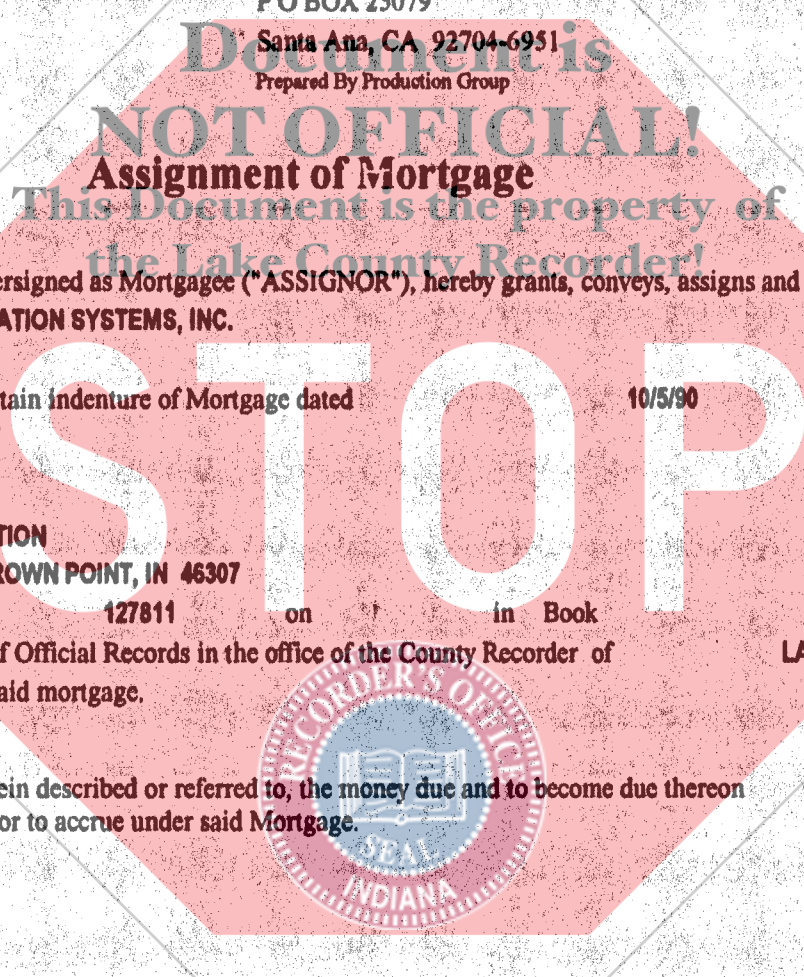 P O BOX 25079
Santa Ana, CA 92704-6951
Document is
Prepared By Production Group
NOT OFFICIAL!
Assignment of Mortgage
This Document is the property of
the Lake County Recorder!
ersigned as Mortgagee ("ASSIGNOR"), hereby grants, conveys, assigns and
ATION SYSTEMS, INC.
STOP
tain indenture of Mortgage dated 10/5/90
TION
ROWN POINT, IN 46307
127811 on in Book
f Official Records in the office of the County Recorder of LA
aid mortgage,
ein described or referred to, the money due and to become due thereon
or to accrue under said Mortgage.
RECORDER'S OFFICE
SEAL
INDIANA